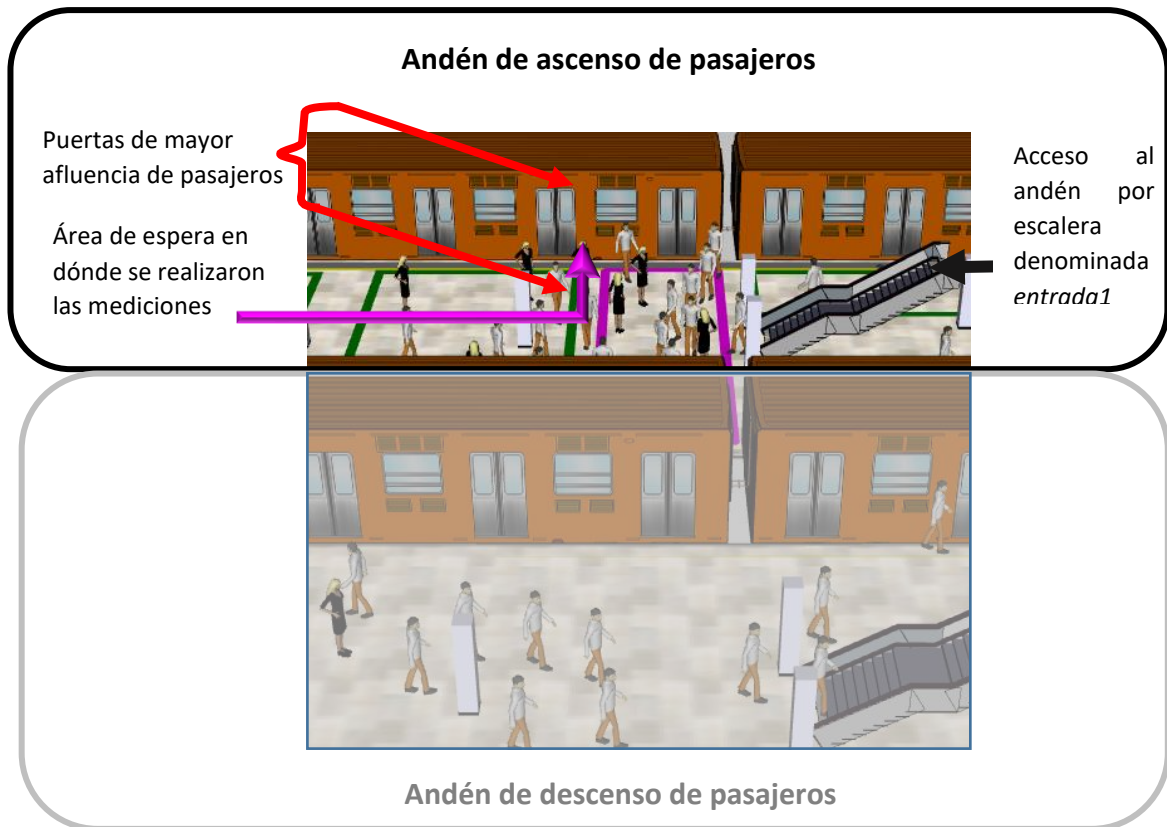 Andén de ascenso de pasajeros
Puertas de mayor
afluencia de pasajeros
Área de espera en
dónde se realizaron
las mediciones
Acceso al
andén por
escalera
denominada
entrada1
Andén de descenso de pasajeros